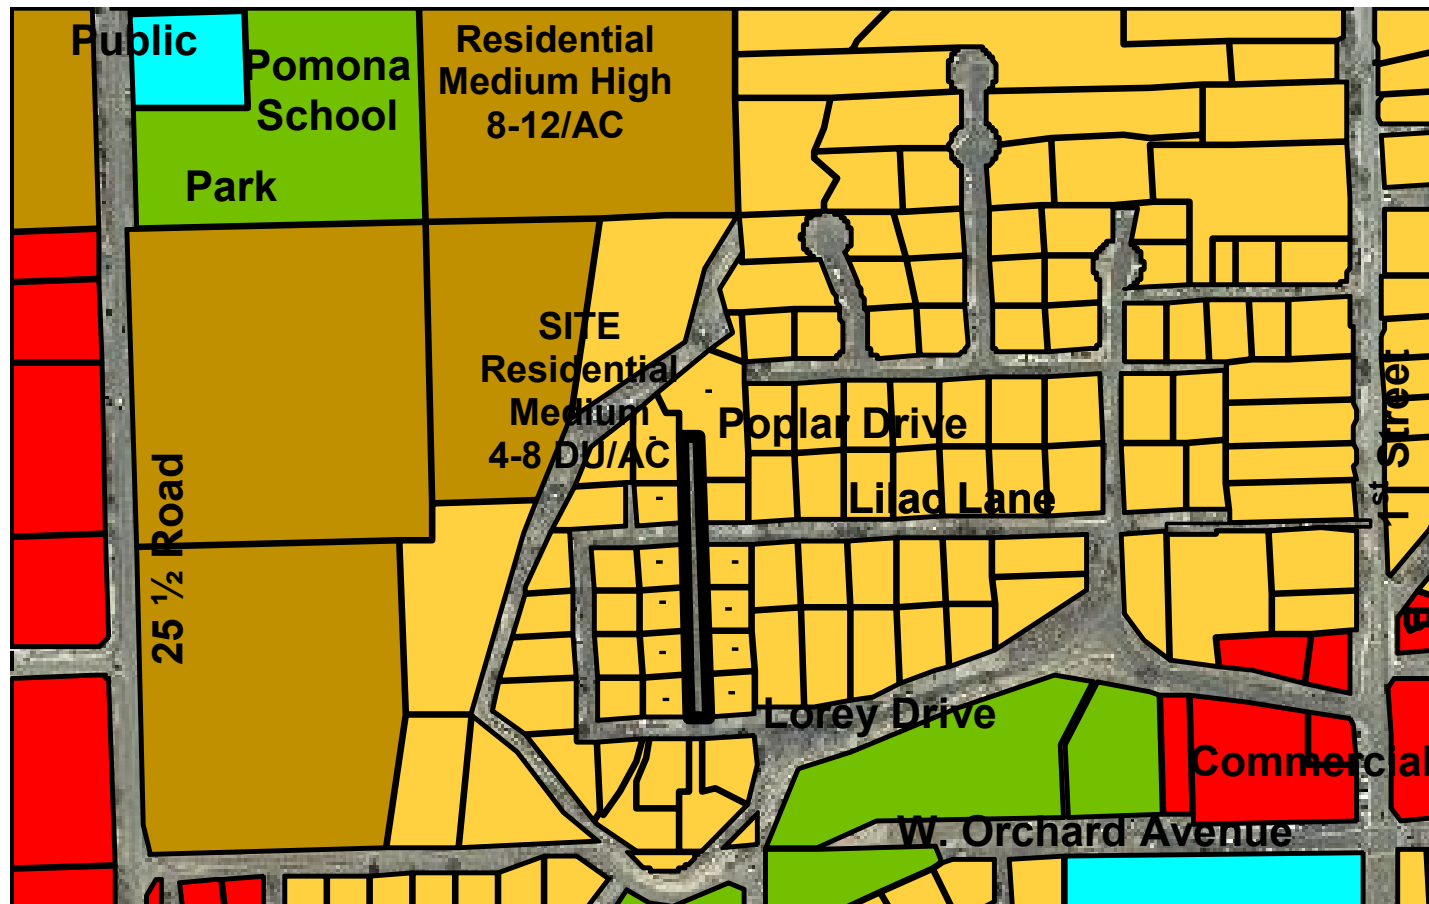 Public
Pomona
School
Park
Residential
Medium High
8-12/AC
SITE
Residential
Medium
4-8 DU/AC
Poplar Drive
Lilac Lane
1st Street
25 ½ Road
Lorey Drive
Commercial
W. Orchard Avenue